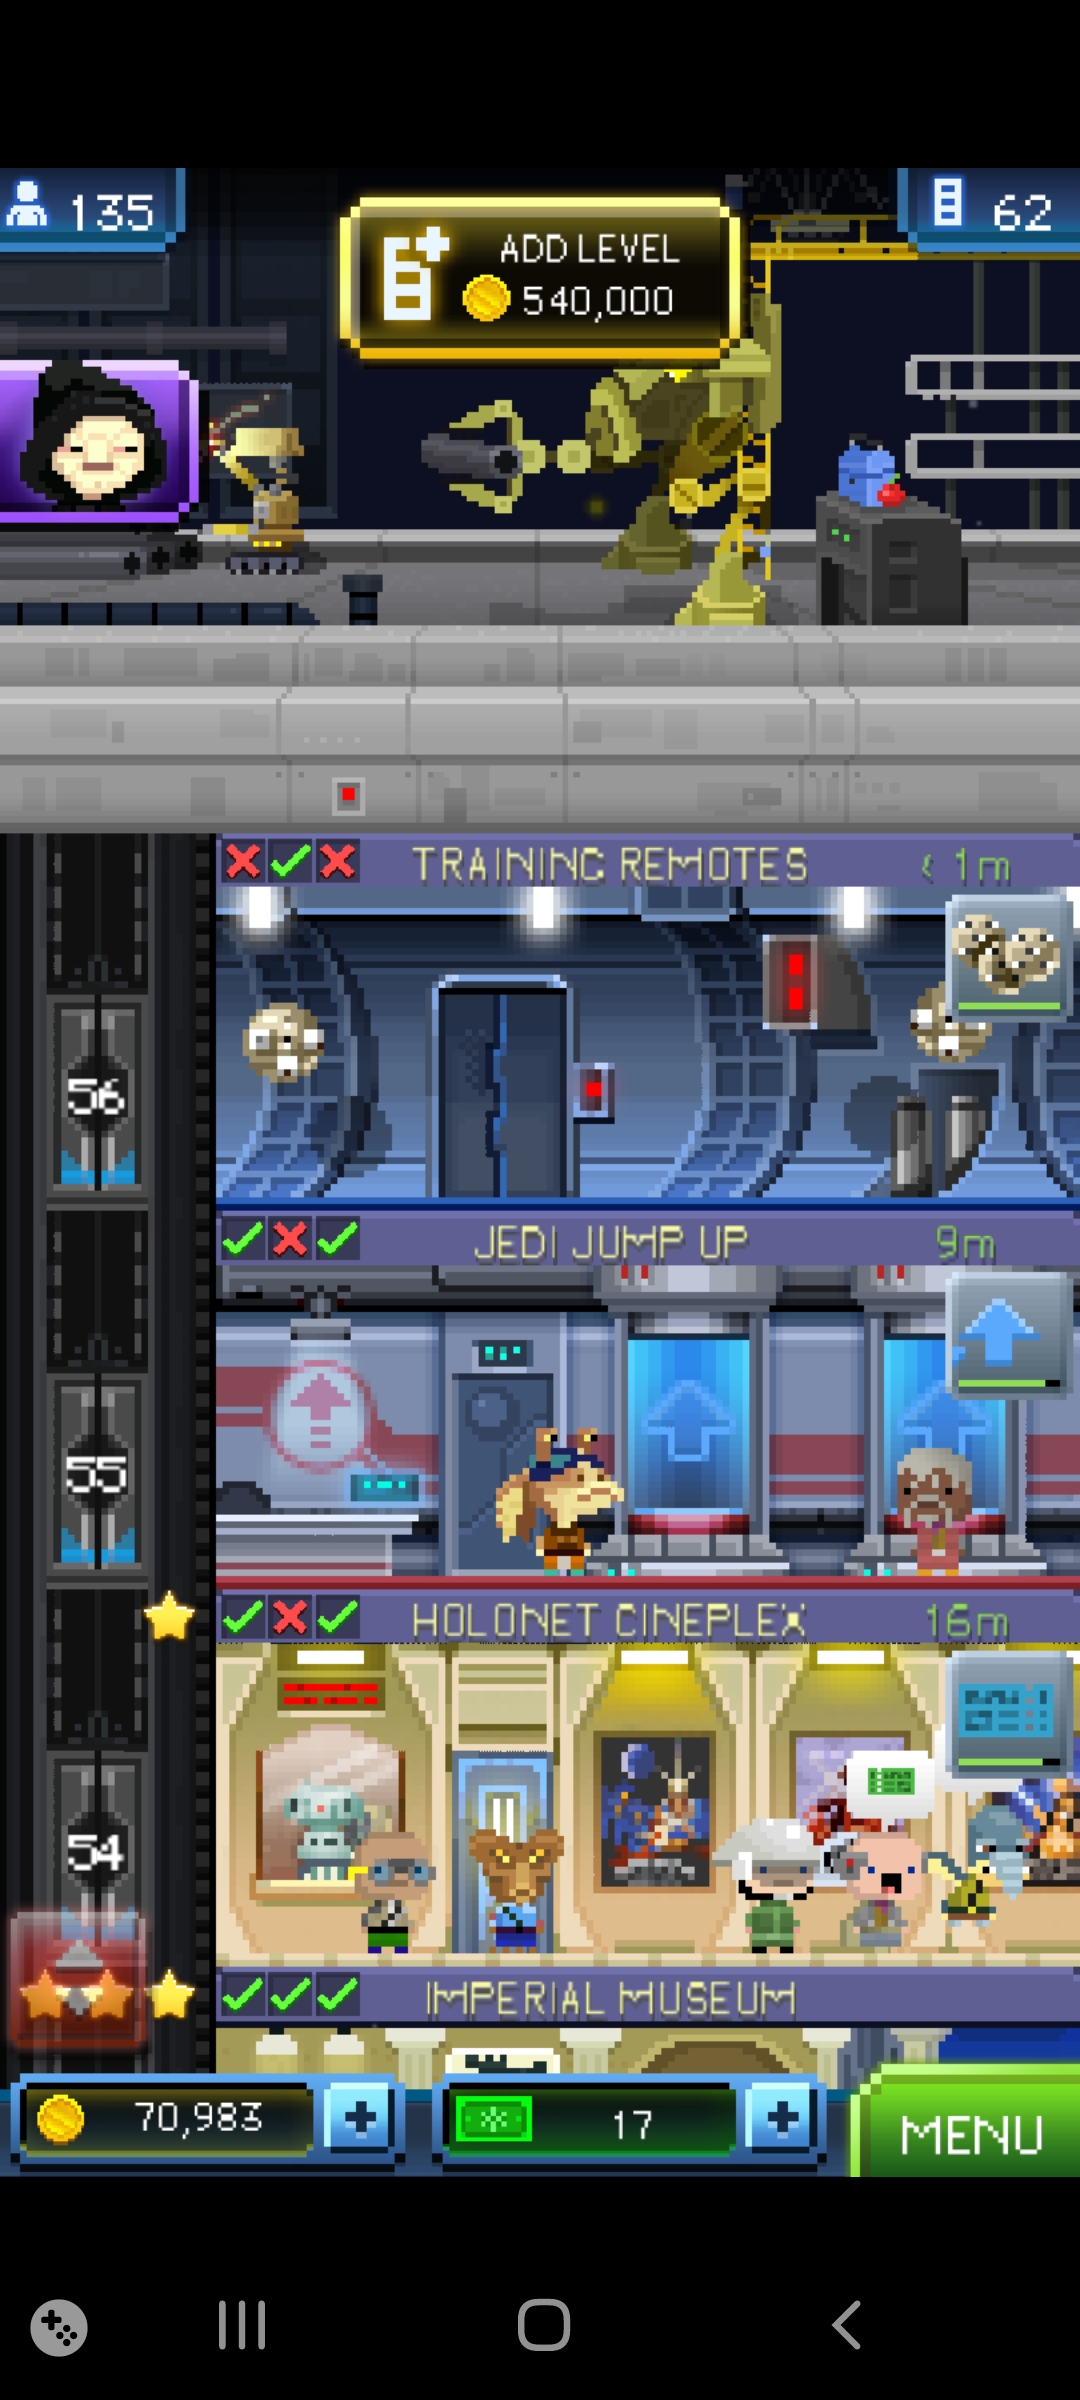 135
ADD LEVEL
540,000
62
TRAINING REMOTES < 1m
56
JEDI JUMP UP 9m
55
HOLONET CINEPLEX 16m
54
IMPERIAL MUSEUM
70,983
17
MENU